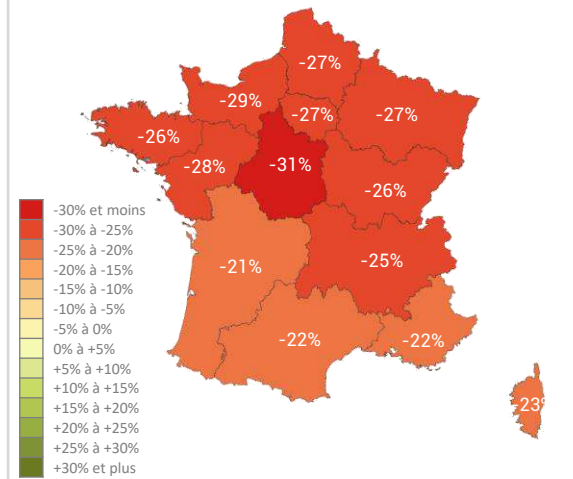 -27%
-29%
-27%
-27%
-26%
-28%
-31%
-26%
-21%
-25%
-22%
-22%
-23%
-30% et moins
-30% à -25%
-25% à -20%
-20% à -15%
-15% à -10%
-10% à -5%
-5% à 0%
0% à +5%
+5% à +10%
+10% à +15%
+15% à +20%
+20% à +25%
+25% à +30%
+30% et plus